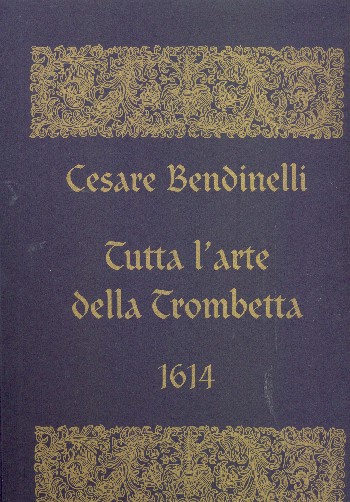 Cesare Bendinelli
Tutta l'arte
della Trombetta
1614